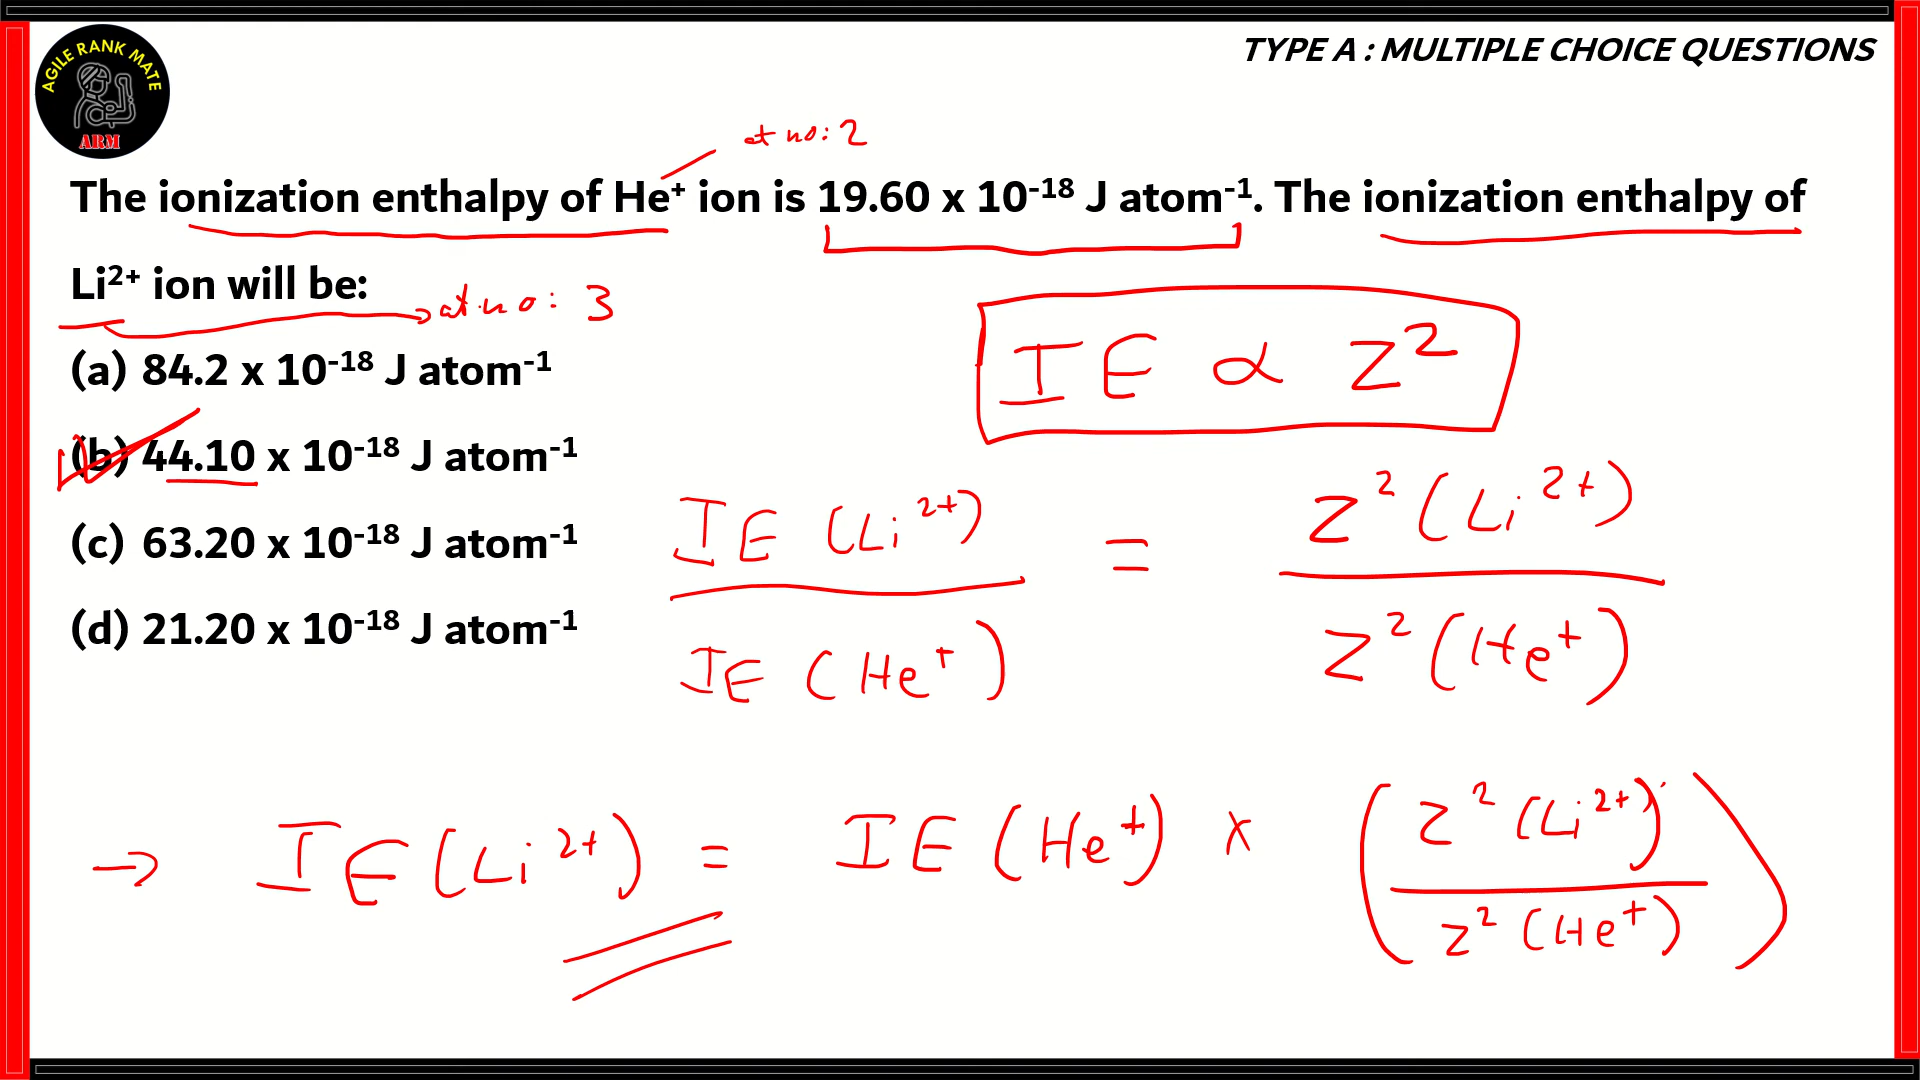 AGILE RANK MATE
ARM
TYPE A : MULTIPLE CHOICE QUESTIONS
at no: 2
The ionization enthalpy of He⁺ ion is 19.60 x 10⁻¹⁸ J atom⁻¹. The ionization enthalpy of
Li²⁺ ion will be:
at.no: 3
(a) 84.2 x 10⁻¹⁸ J atom⁻¹
IE ∝ Z²
(b) 44.10 x 10⁻¹⁸ J atom⁻¹
(c) 63.20 x 10⁻¹⁸ J atom⁻¹
(d) 21.20 x 10⁻¹⁸ J atom⁻¹
IE (Li²⁺) = Z² (Li²⁺)
IE (He⁺) Z² (He⁺)
→ IE (Li²⁺) = IE (He⁺) x (Z² (Li²⁺)
Z² (He⁺))